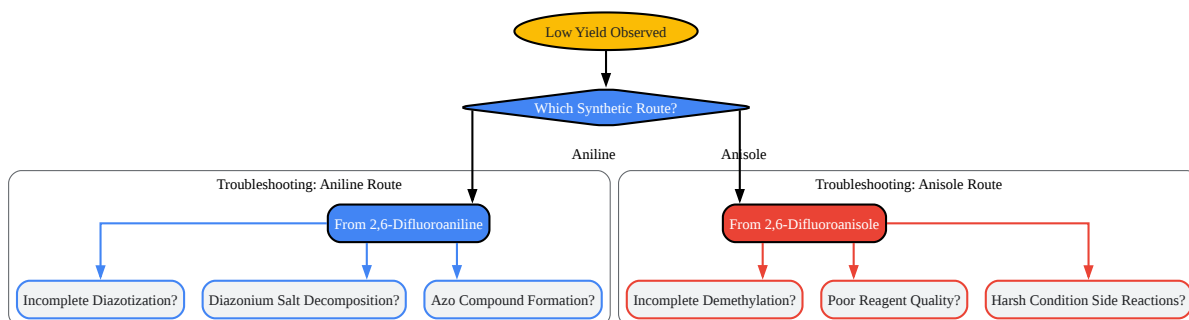 Low Yield Observed
Which Synthetic Route?
Aniline
Anisole
Troubleshooting: Aniline Route
Troubleshooting: Anisole Route
From 2,6-Difluoroaniline
From 2,6-Difluoroanisole
Incomplete Diazotization?
Diazonium Salt Decomposition?
Azo Compound Formation?
Incomplete Demethylation?
Poor Reagent Quality?
Harsh Condition Side Reactions?